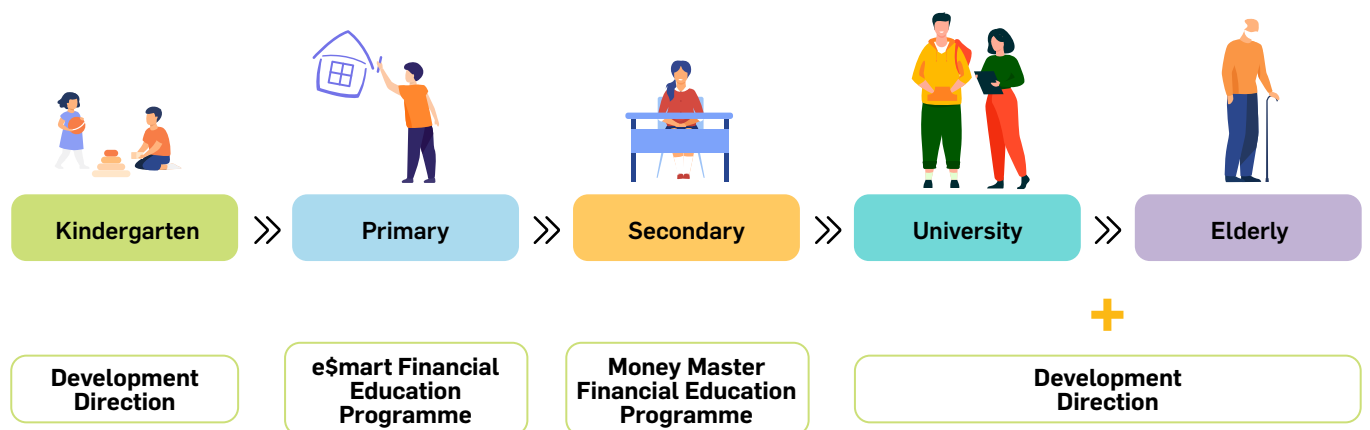 Kindergarten
Primary
Secondary
University
Elderly
+
Development
Direction
e$mart Financial
Education
Programme
Money Master
Financial Education
Programme
Development
Direction